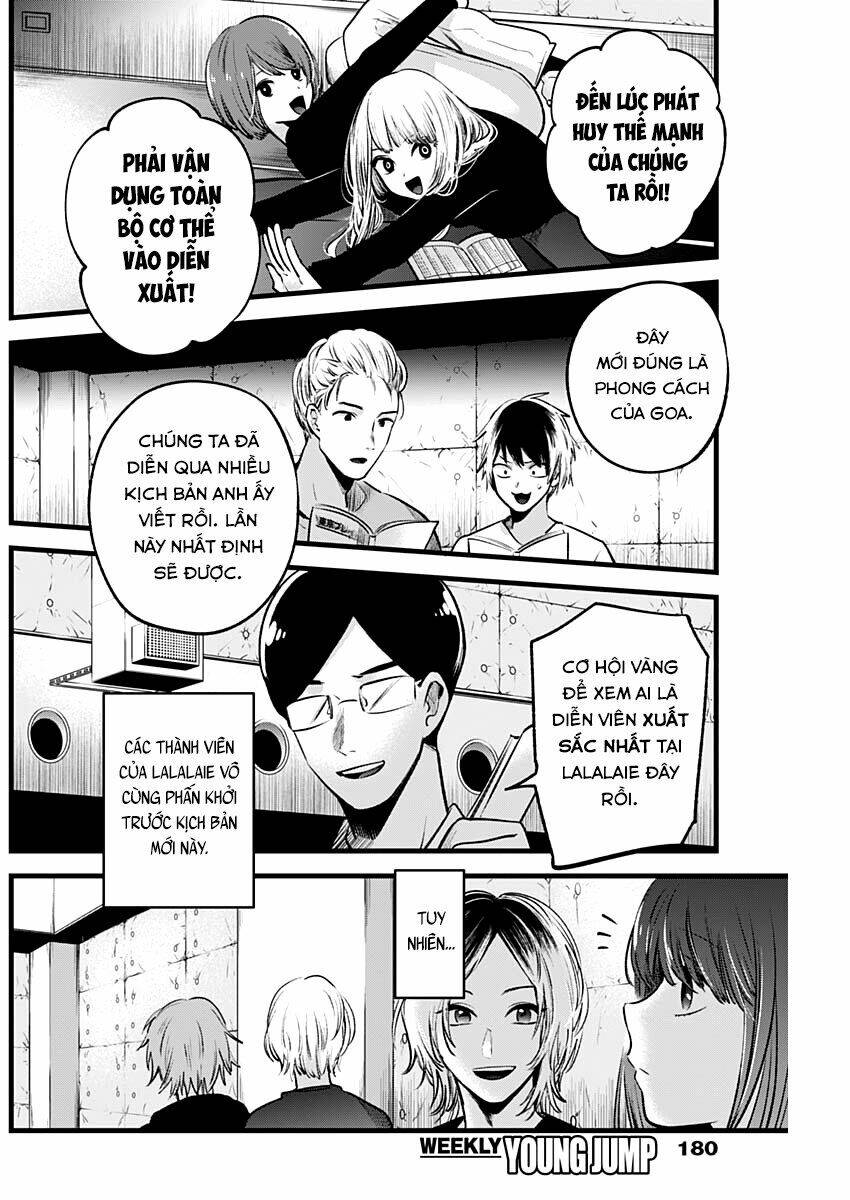 ĐẾN LÚC PHÁT
HUY THẾ MẠNH
CỦA CHÚNG
TA RỒI!
PHẢI VẬN
DỤNG TOÀN
BỘ CƠ THỂ
VÀO DIỄN
XUẤT!
ĐÂY
MỚI ĐÚNG LÀ
PHONG CÁCH
CỦA GOA.
CHÚNG TA ĐÃ
DIỄN QUA NHIỀU
KỊCH BẢN ANH ẤY
VIẾT RỒI. LẦN
NÀY NHẤT ĐỊNH
SẼ ĐƯỢC.
CƠ HỘI VÀNG
ĐỂ XEM AI LÀ
DIỄN VIÊN XUẤT
SẮC NHẤT TẠI
LALALAIE ĐÂY
RỒI.
CÁC THÀNH VIÊN
CỦA LALALAIE VÔ
CÙNG PHẤN KHỞI
TRƯỚC KỊCH BẢN
MỚI NÀY.
TUY
NHIÊN...
WEEKLY YOUNG JUMP 180